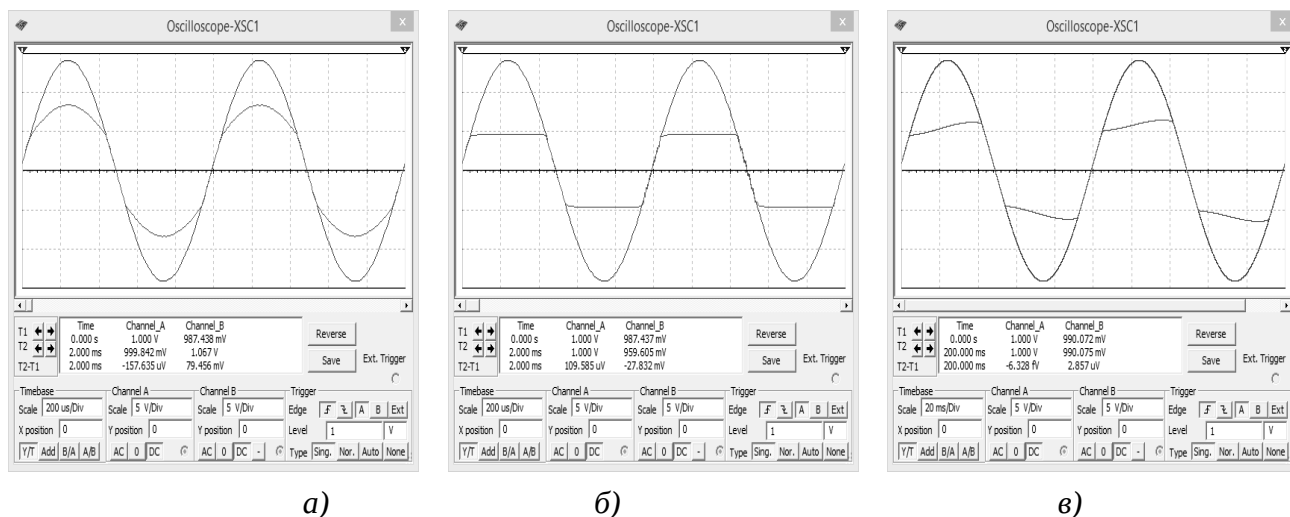 Oscilloscope-XSC1 x
T1
T2
T2-T1
Time Channel_A Channel_B
0.000 s 1.000 V 987.438 mV
2.000 ms 999.842 mV 1.067 V
2.000 ms -157.635 uV 79.456 mV
Reverse
Save
Ext. Trigger
Timebase
Scale 200 us/Div
X position 0
Y/T Add B/A A/B
Channel A
Scale 5 V/Div
Y position 0
AC 0 DC
Channel B
Scale 5 V/Div
Y position 0
AC 0 DC -
Trigger
Edge A B Ext
Level 1 V
Type Sing. Nor. Auto None
а)
Oscilloscope-XSC1 x
T1
T2
T2-T1
Time Channel_A Channel_B
0.000 s 1.000 V 987.437 mV
2.000 ms 1.000 V 959.605 mV
2.000 ms 109.585 uV -27.832 mV
Reverse
Save
Ext. Trigger
Timebase
Scale 200 us/Div
X position 0
Y/T Add B/A A/B
Channel A
Scale 5 V/Div
Y position 0
AC 0 DC
Channel B
Scale 5 V/Div
Y position 0
AC 0 DC -
Trigger
Edge A B Ext
Level 1 V
Type Sing. Nor. Auto None
б)
Oscilloscope-XSC1 x
T1
T2
T2-T1
Time Channel_A Channel_B
0.000 s 1.000 V 990.072 mV
200.000 ms 1.000 V 990.075 mV
200.000 ms -6.328 fV 2.857 uV
Reverse
Save
Ext. Trigger
Timebase
Scale 20 ms/Div
X position 0
Y/T Add B/A A/B
Channel A
Scale 5 V/Div
Y position 0
AC 0 DC
Channel B
Scale 5 V/Div
Y position 0
AC 0 DC -
Trigger
Edge A B Ext
Level 1 V
Type Sing. Nor. Auto None
в)